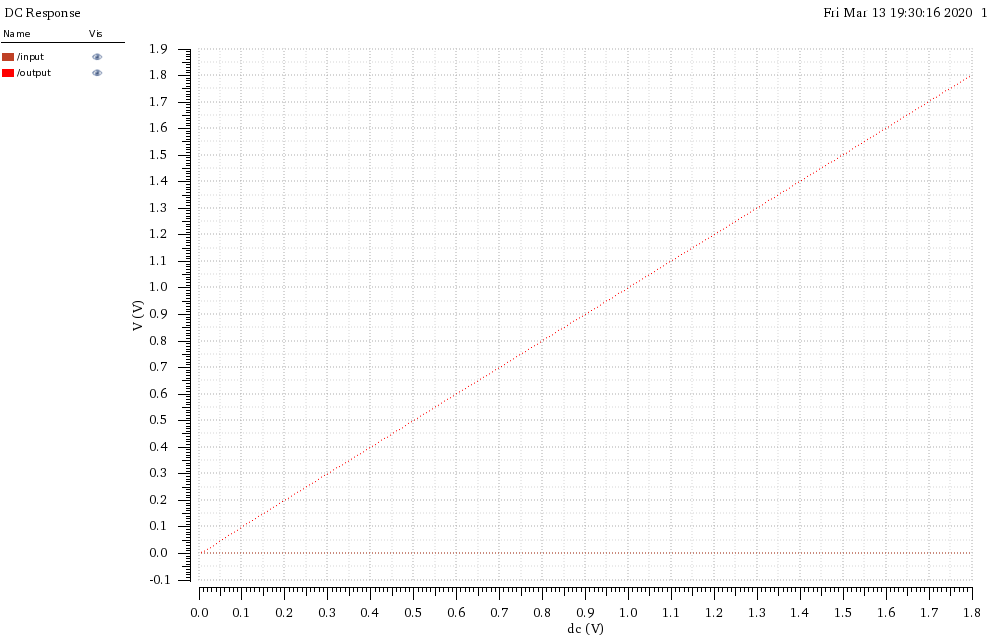 DC Response
Fri Mar 13 19:30:16 2020 1
Name Vis
/input
/output
1.9
1.8
1.7
1.6
1.5
1.4
1.3
1.2
1.1
1.0
0.9
0.8
0.7
0.6
0.5
0.4
0.3
0.2
0.1
0.0
-0.1
V (V)
0.0 0.1 0.2 0.3 0.4 0.5 0.6 0.7 0.8 0.9 1.0 1.1 1.2 1.3 1.4 1.5 1.6 1.7 1.8
dc (V)